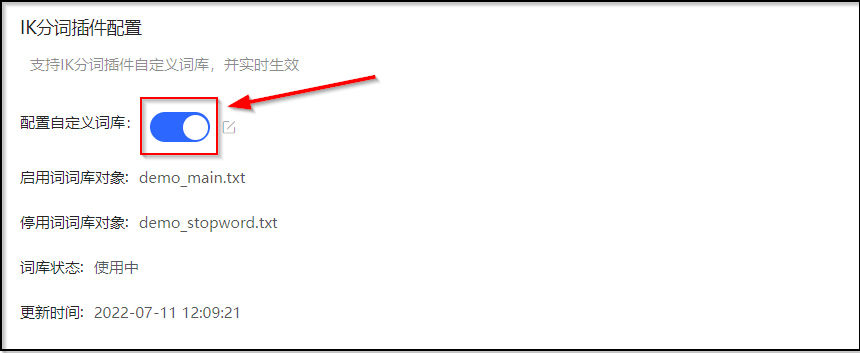 IK分词插件配置
支持IK分词插件自定义词库，并实时生效
配置自定义词库：
启用词词库对象：demo_main.txt
停用词词库对象：demo_stopword.txt
词库状态：使用中
更新时间：2022-07-11 12:09:21